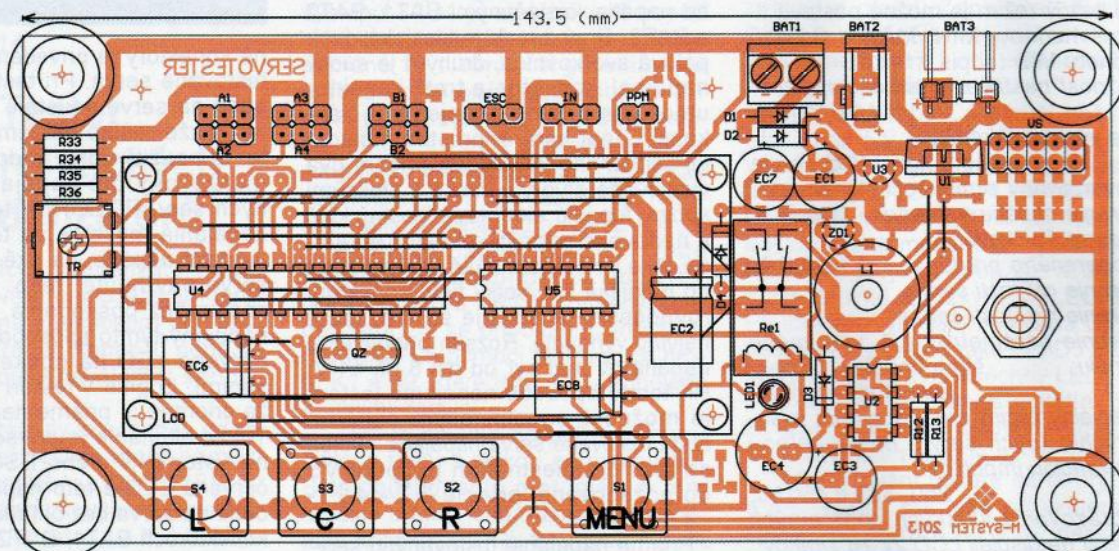 143.5 (mm)
BAT1 BAT2 BAT3
SERVOTESTER
A1 A3 B1 ESC IN PPM
A2 A4 B2
D1
D2
VS
R33
R34
R35
R36
EC7 EC1 U3 U1
TR
ZD1
L1
U4 U5
D4
EC2
Re1
QZ
EC6 EC8
LED1
D3
U2
LCD
R12 R13
EC4 EC3
S4 S3 S2 S1
L C R MENU
M-SYSTEM 2013